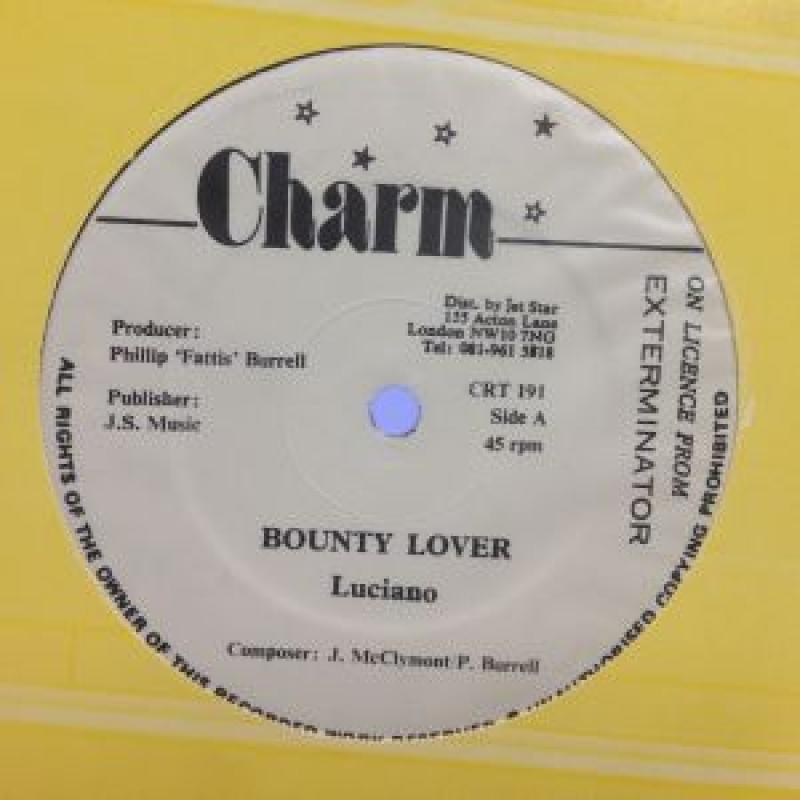 Charm
Producer:
Phillip 'Fattis' Burrell
Publisher:
J.S. Music
Dist. by Jet Star
155 Acton Lane
London NW10 7NG
Tel: 081-961 5818
CRT 191
Side A
45 rpm
ON LICENCE FROM
EXTERMINATOR
BOUNTY LOVER
Luciano
Composer: J. McClymont/P. Burrell
ALL RIGHTS OF THE OWNER OF THIS RECORDED WORK RESERVED UNAUTHORISED COPYING PROHIBITED